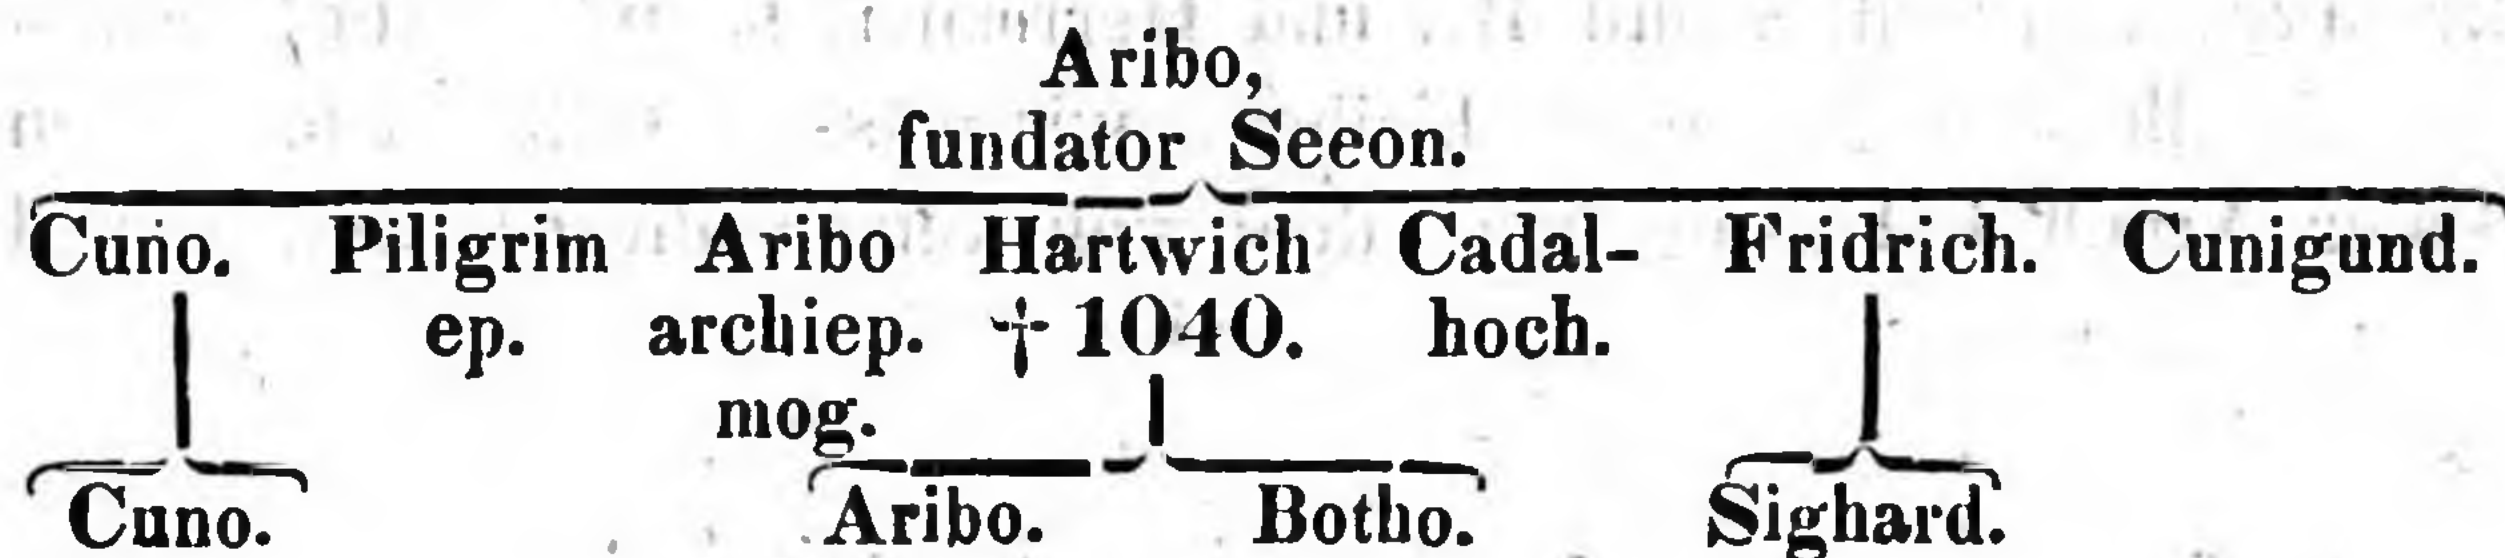 Aribo,
fundator Seeon.
Cuno. Piligrim Aribo Hartwich Cadal- Fridrich. Cunigund.
ep. archiep. † 1040. hoch.
mog.
Cuno. Aribo. Botho. Sighard.